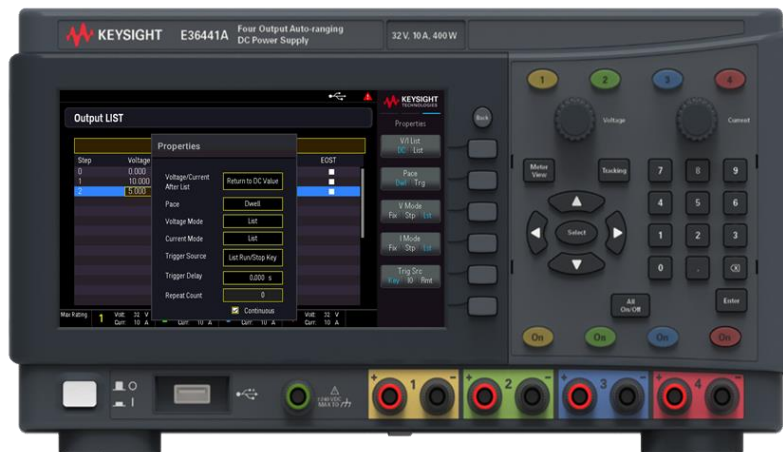 KEYSIGHT E36441A Four Output Auto-ranging
DC Power Supply
32 V, 10 A, 400 W
KEYSIGHT
TECHNOLOGIES
Output LIST
Properties
Step Voltage EOST
0 0.000
1 10.000
2 5.000
Properties
Voltage/Current
After List
Return to DC Value
Pace Dwell
Voltage Mode List
Current Mode List
Trigger Source List Run/Stop Key
Trigger Delay 0.000 s
Repeat Count 0
Continuous
Max Rating 1 Volt: 32 V
Curr: 10 A
Volt: 32 V
Curr: 10 A
V/I List
DC Lst
Pace
Dwl Trg
V Mode
Fix Stp Lst
I Mode
Fix Stp Lst
Trig Src
Key IO Rmt
Back
1 2 3 4
Voltage Current
Meter
View
Tracking
7 8 9
4 5 6
Select
1 2 3
0 .
All
On/Off
Enter
On On On On
+ 1 − + 2 − + 3 − + 4 −